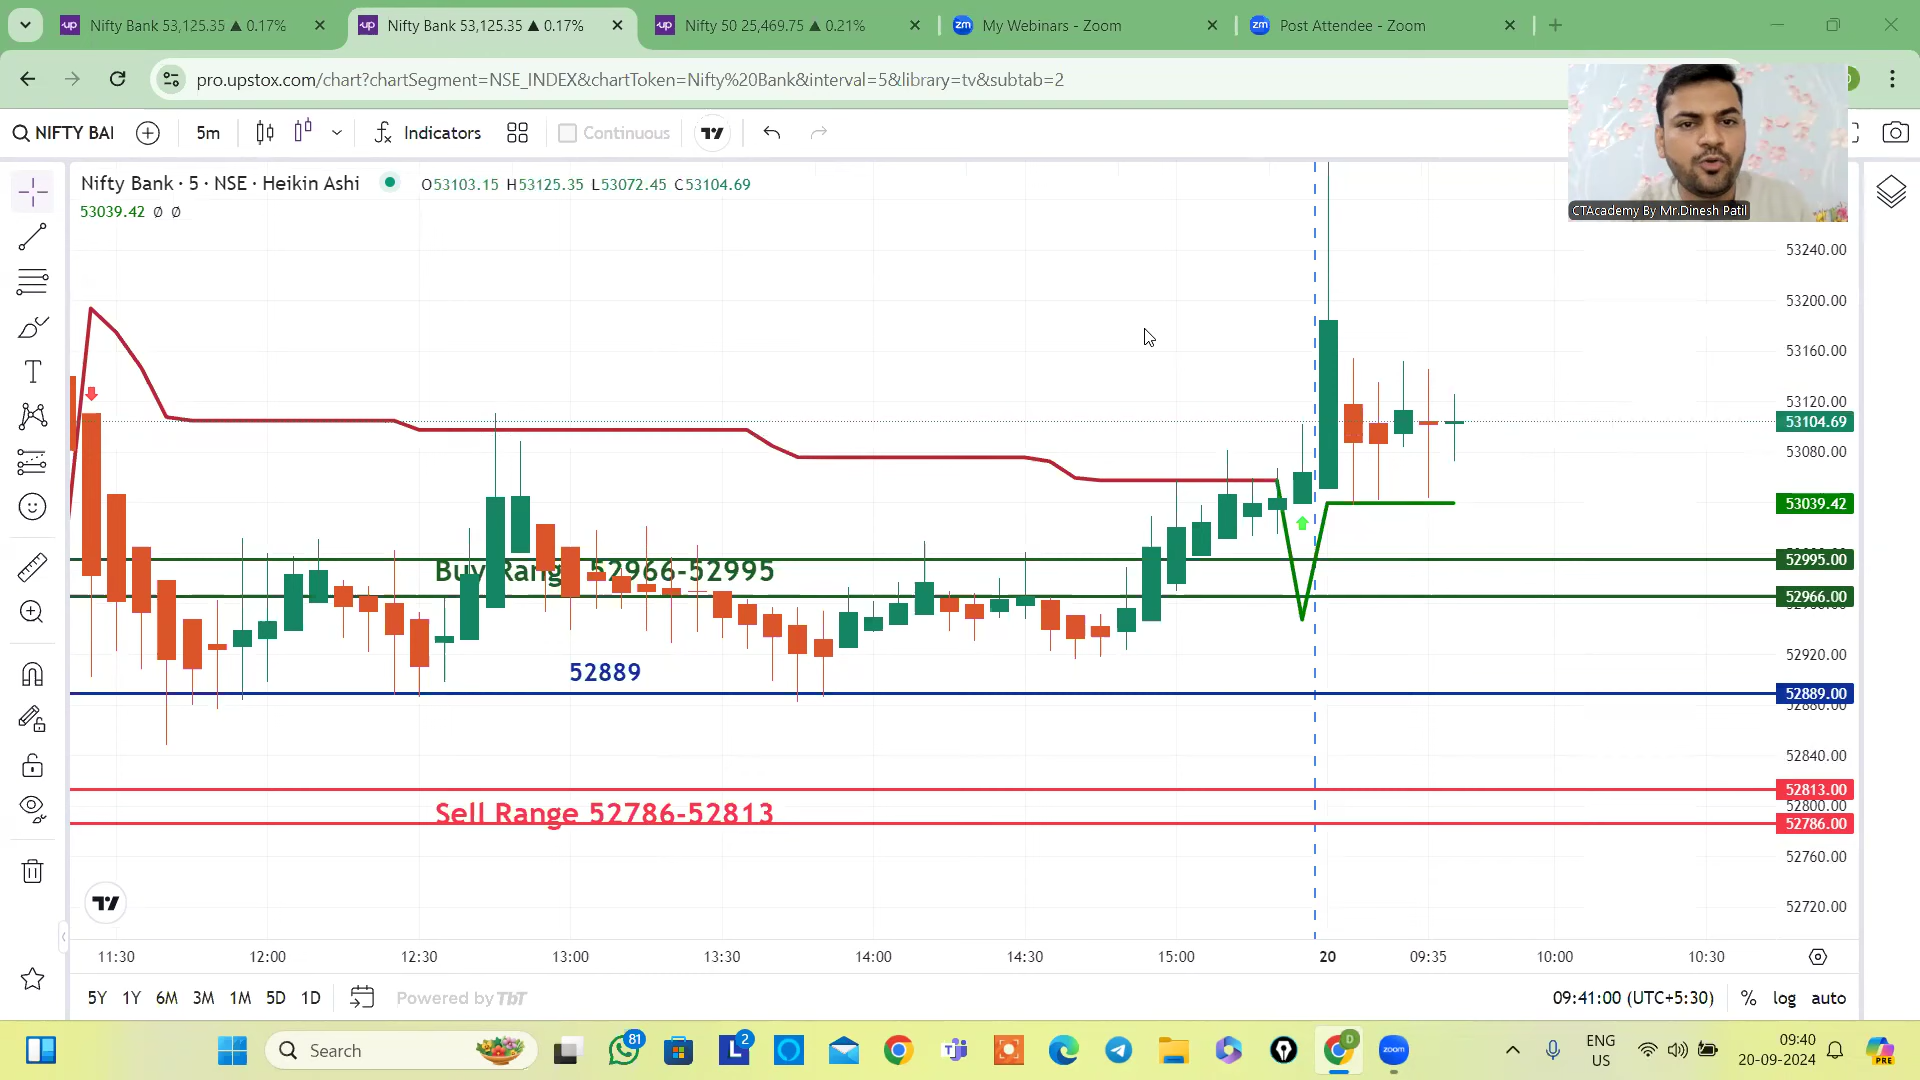 Nifty Bank 53,125.35 ▲ 0.17%
Nifty Bank 53,125.35 ▲ 0.17%
Nifty 50 25,469.75 ▲ 0.21%
My Webinars - Zoom
Post Attendee - Zoom
pro.upstox.com/chart?chartSegment=NSE_INDEX&chartToken=Nifty%20Bank&interval=5&library=tv&subtab=2
NIFTY BAI
5m
Indicators
Continuous
Nifty Bank · 5 · NSE · Heikin Ashi
O53103.15 H53125.35 L53072.45 C53104.69
53039.42 Ø Ø
CTAcademy By Mr.Dinesh Patil
53240.00
53200.00
53160.00
53120.00
53104.69
53080.00
53039.42
Buy Range 52966-52995
52995.00
52966.00
52920.00
52889
52889.00
52880.00
52840.00
Sell Range 52786-52813
52813.00
52800.00
52786.00
52760.00
52720.00
11:30 12:00 12:30 13:00 13:30 14:00 14:30 15:00 20 09:35 10:00 10:30
5Y 1Y 6M 3M 1M 5D 1D
Powered by TbT
09:41:00 (UTC+5:30)
% log auto
Search
81
2
D
zoom
ENG
US
09:40
20-09-2024
PRE